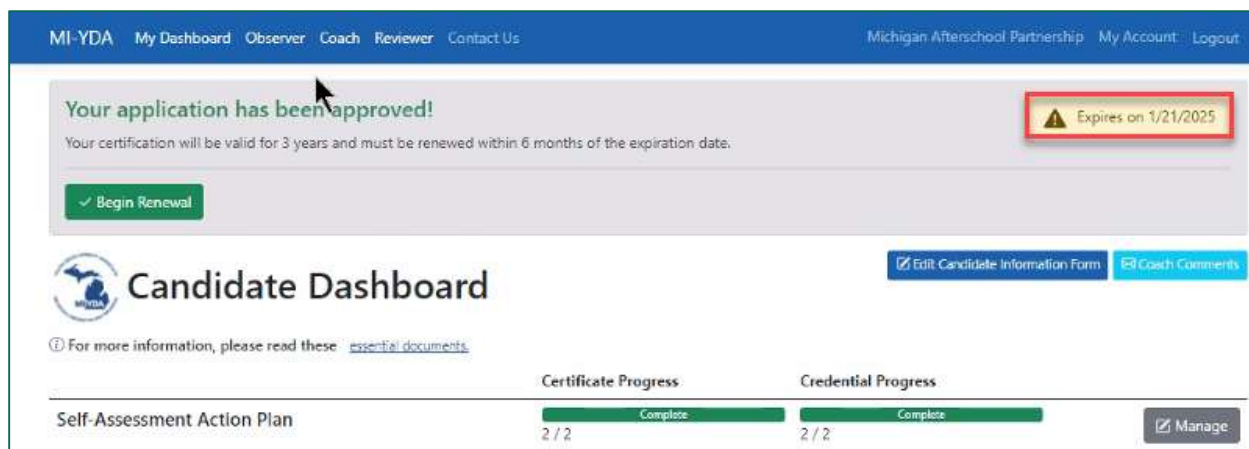 MI-YDA My Dashboard Observer Coach Reviewer Contact Us Michigan Afterschool Partnership My Account Logout
Your application has been approved!
Expires on 1/21/2025
Your certification will be valid for 3 years and must be renewed within 6 months of the expiration date.
Begin Renewal
Edit Candidate Information Form Coach Comments
MI-YDA
Candidate Dashboard
For more information, please read these essential documents.
Certificate Progress Credential Progress
Self-Assessment Action Plan Complete Complete Manage
2 / 2 2 / 2